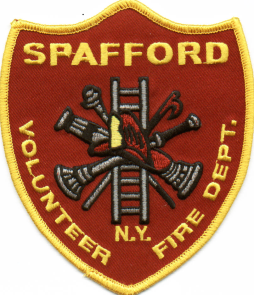 SPAFFORD
VOLUNTEER
FIRE DEPT.
N.Y.